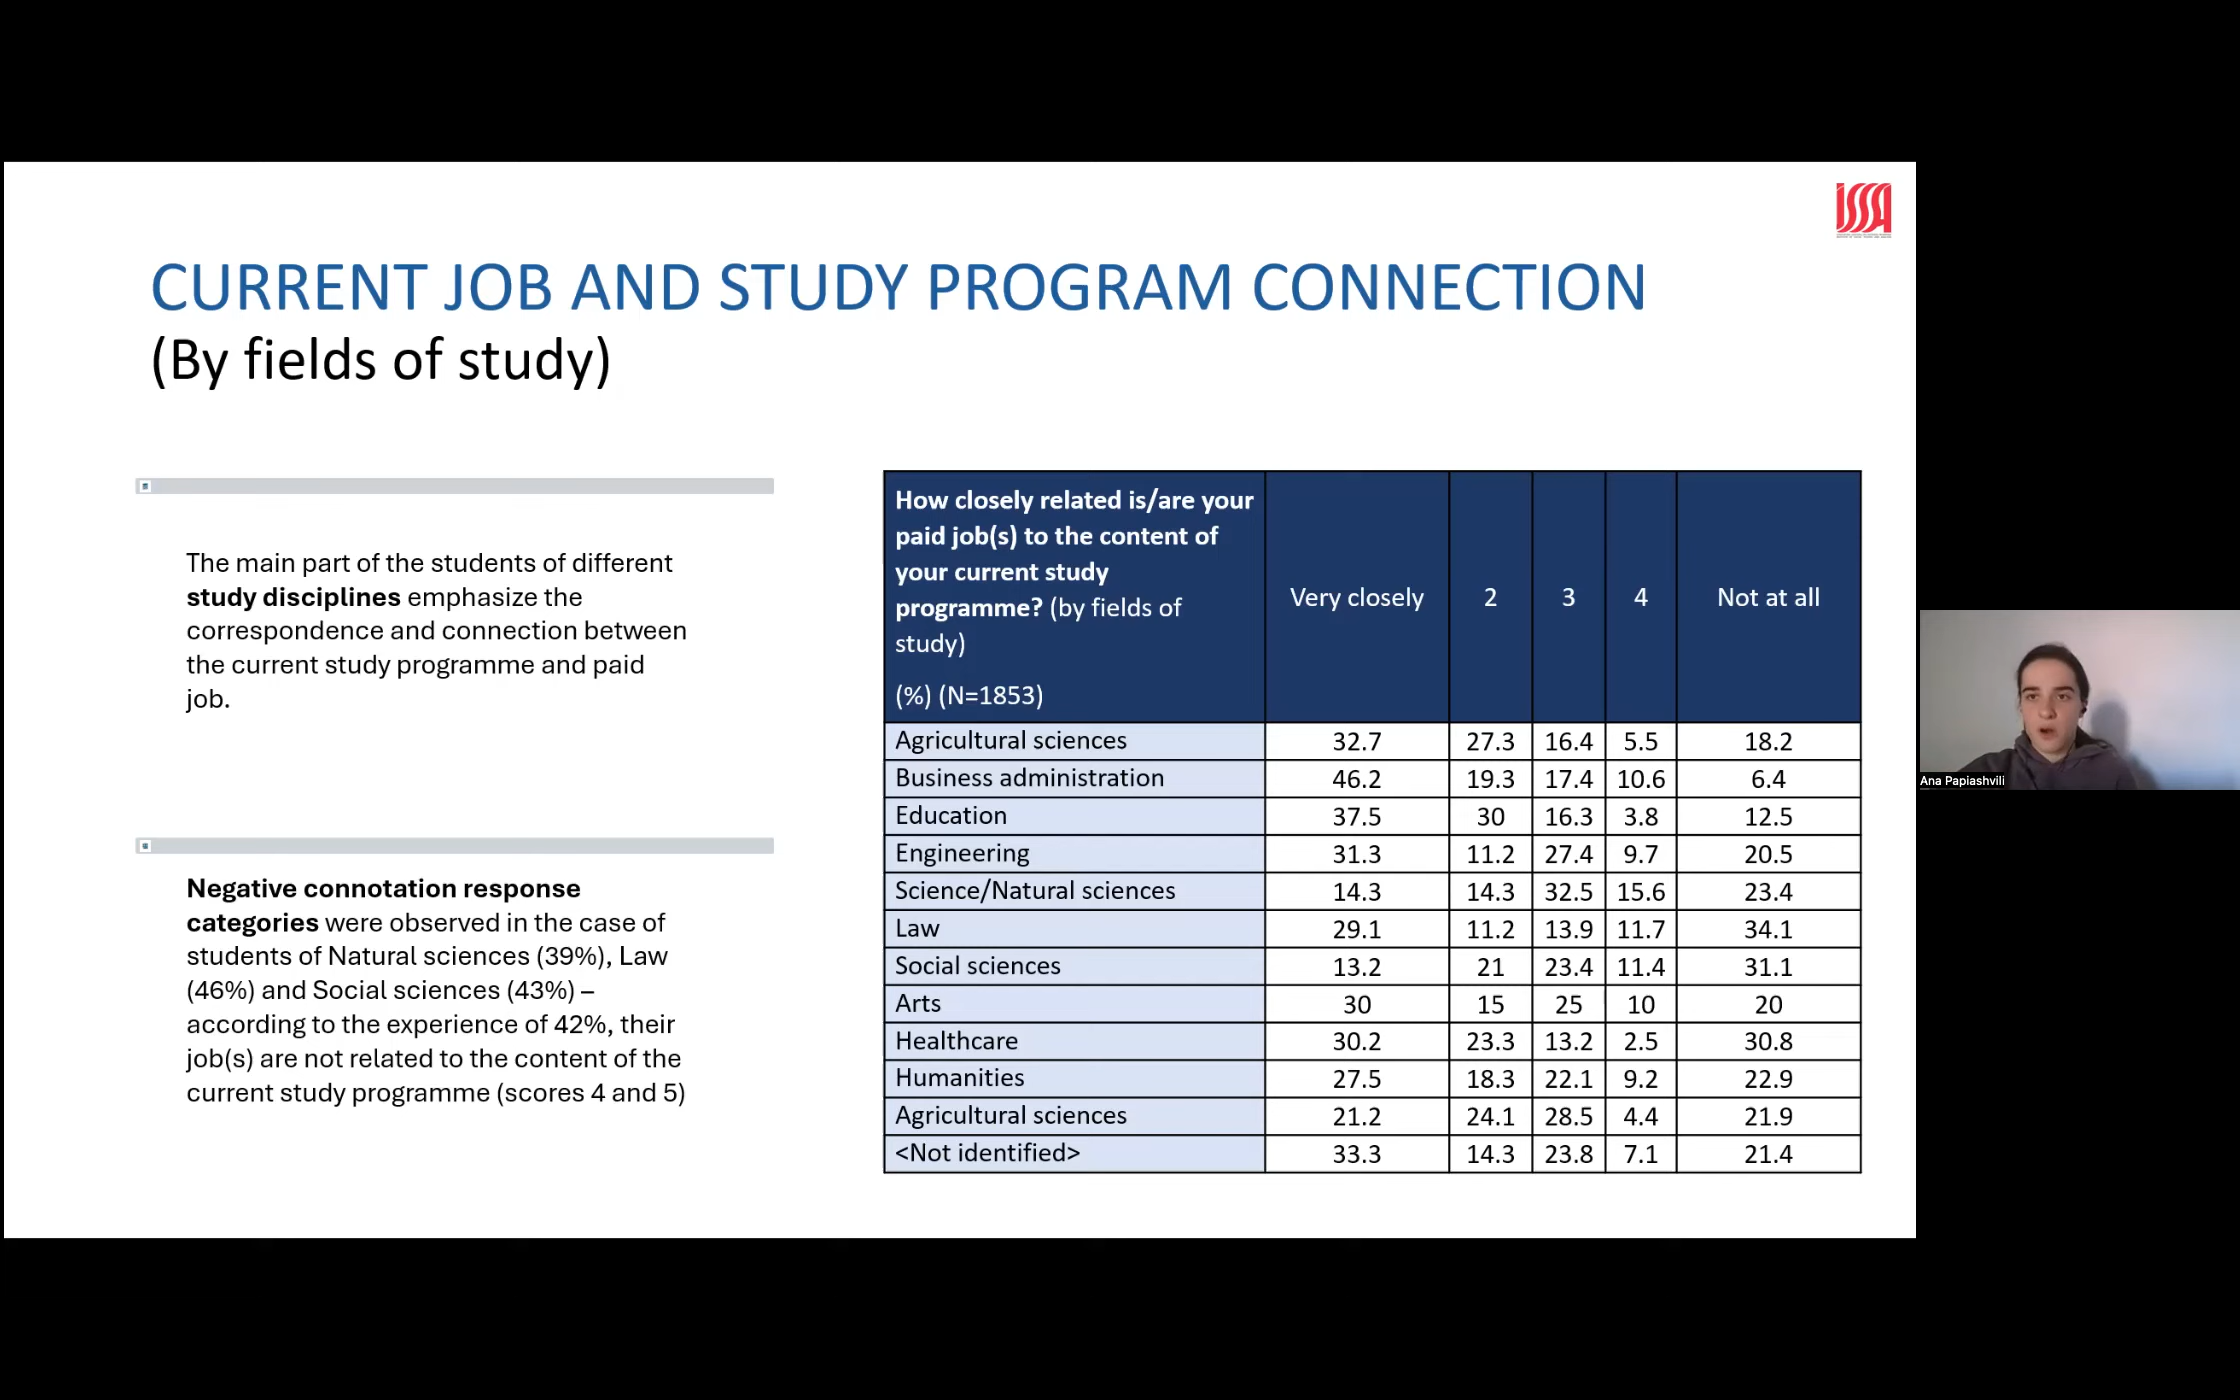 ISSA
CURRENT JOB AND STUDY PROGRAM CONNECTION
(By fields of study)
The main part of the students of different
study disciplines emphasize the
correspondence and connection between
the current study programme and paid
job.
Negative connotation response
categories were observed in the case of
students of Natural sciences (39%), Law
(46%) and Social sciences (43%) –
according to the experience of 42%, their
job(s) are not related to the content of the
current study programme (scores 4 and 5)
How closely related is/are your
paid job(s) to the content of
your current study
programme? (by fields of
study)
(%) (N=1853)
Very closely 2 3 4 Not at all
Agricultural sciences 32.7 27.3 16.4 5.5 18.2
Business administration 46.2 19.3 17.4 10.6 6.4
Education 37.5 30 16.3 3.8 12.5
Engineering 31.3 11.2 27.4 9.7 20.5
Science/Natural sciences 14.3 14.3 32.5 15.6 23.4
Law 29.1 11.2 13.9 11.7 34.1
Social sciences 13.2 21 23.4 11.4 31.1
Arts 30 15 25 10 20
Healthcare 30.2 23.3 13.2 2.5 30.8
Humanities 27.5 18.3 22.1 9.2 22.9
Agricultural sciences 21.2 24.1 28.5 4.4 21.9
<Not identified> 33.3 14.3 23.8 7.1 21.4
Ana Papiashvili